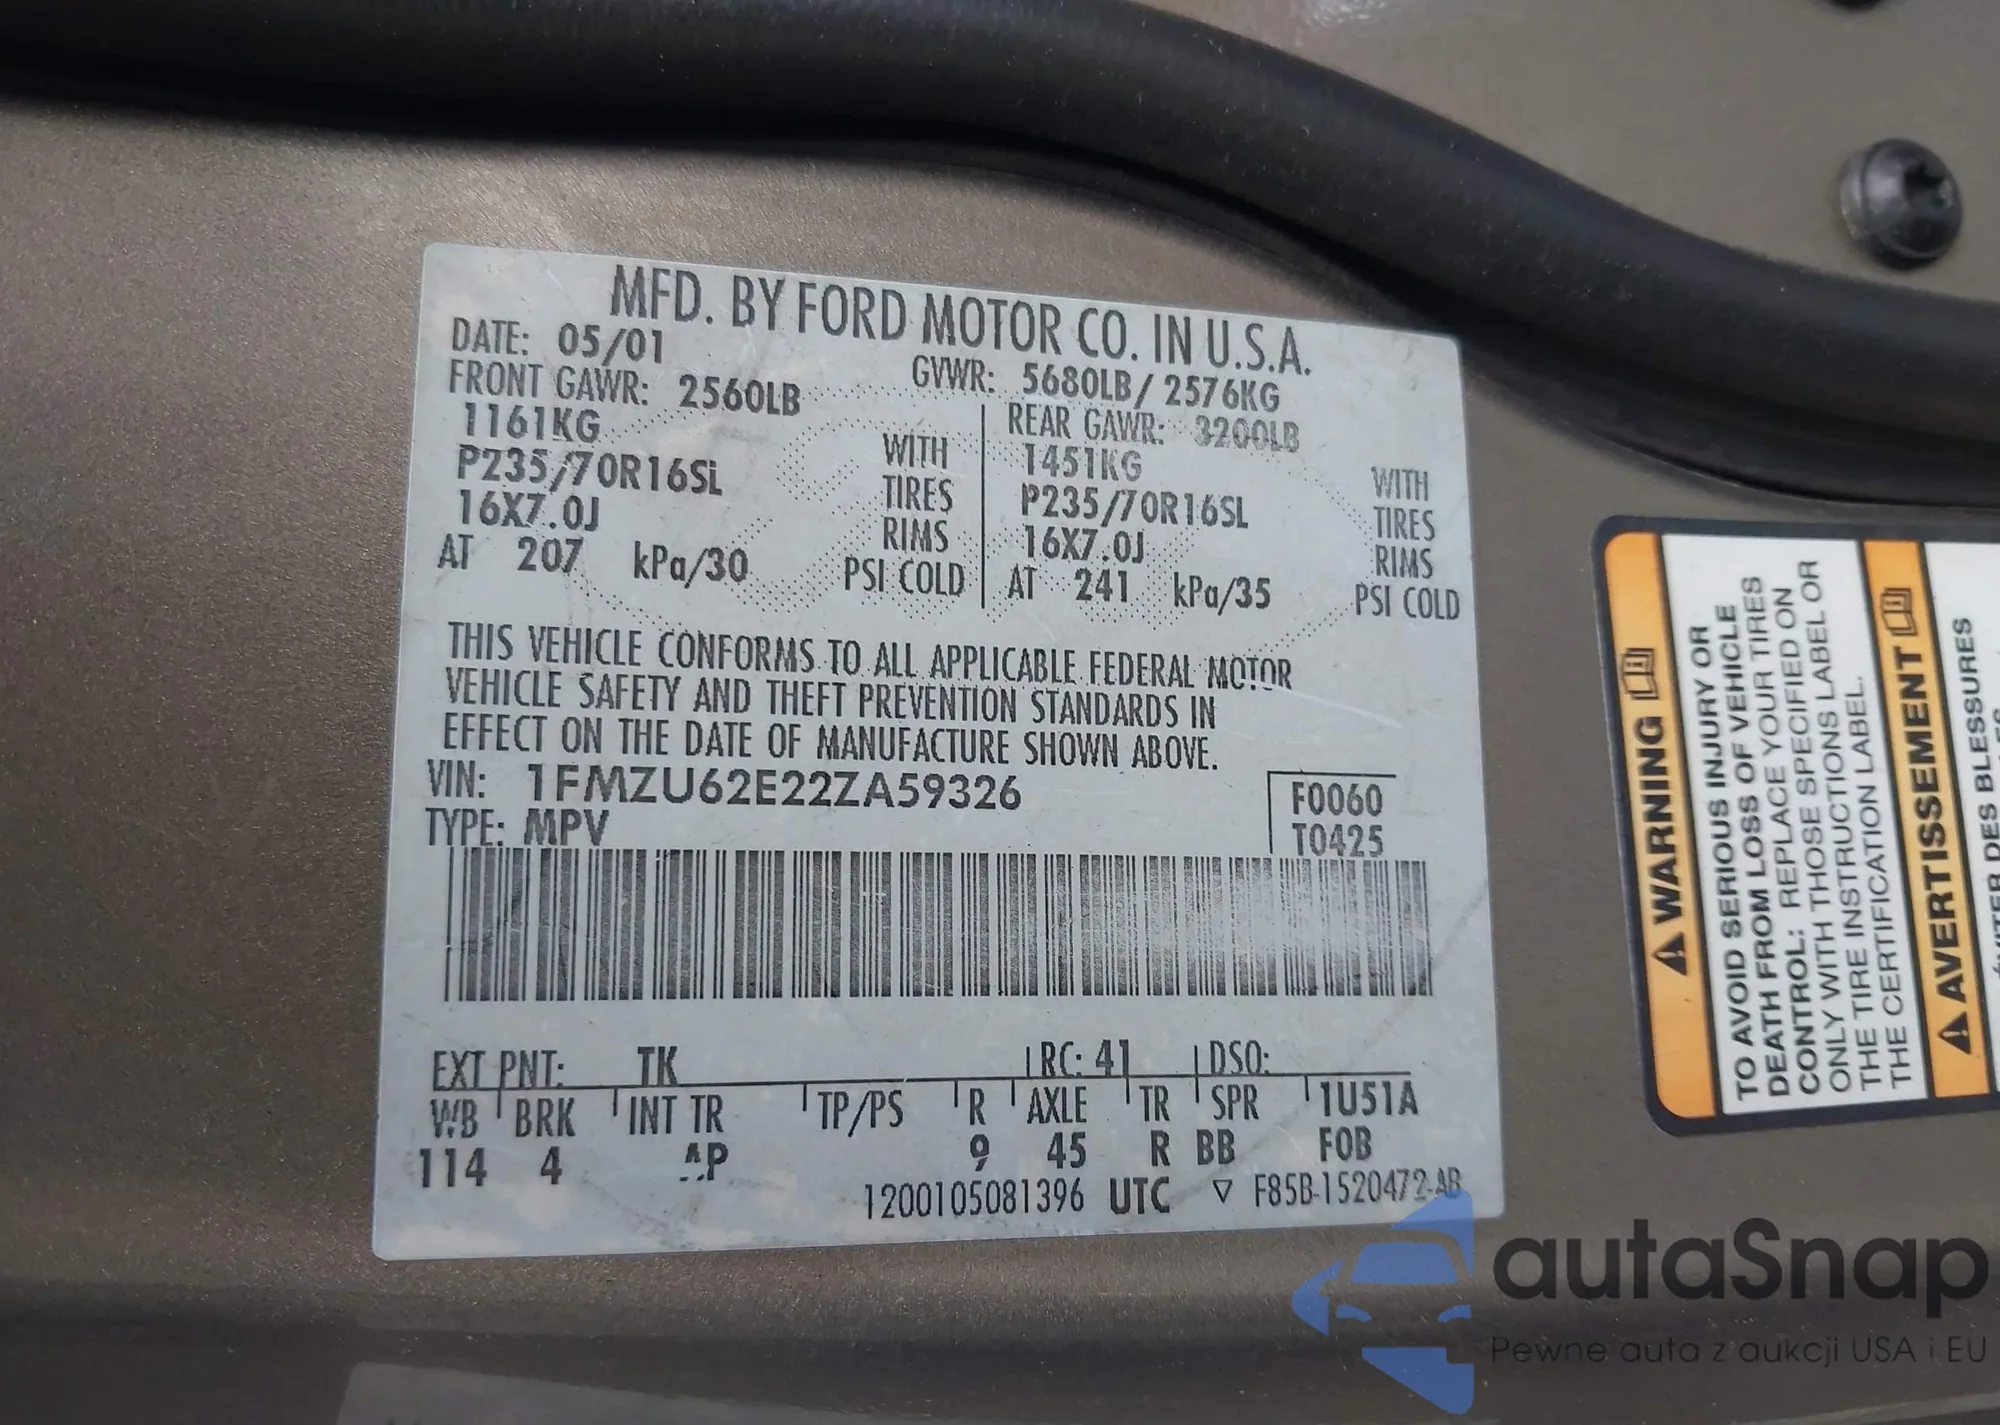 MFD. BY FORD MOTOR CO. IN U.S.A.
DATE: 05/01 GVWR: 5680LB/ 2576KG
FRONT GAWR: 2560LB REAR GAWR: 3200LB
1161KG WITH 1451KG WITH
P235/70R16SL TIRES P235/70R16SL TIRES
16X7.0J RIMS 16X7.0J RIMS
AT 207 kPa/30 PSI COLD AT 241 kPa/35 PSI COLD
THIS VEHICLE CONFORMS TO ALL APPLICABLE FEDERAL MOTOR
VEHICLE SAFETY AND THEFT PREVENTION STANDARDS IN
EFFECT ON THE DATE OF MANUFACTURE SHOWN ABOVE.
VIN: 1FMZU62E22ZA59326 F0060
TYPE: MPV T0425
EXT PNT: TK RC: 41 DSO:
WB BRK INT TR TP/PS R AXLE TR SPR 1U51A
114 4 AP 9 45 R BB FOB
1200105081396 UTC ▽ F85B-1520472-AB
⚠ WARNING
TO AVOID SERIOUS INJURY OR
DEATH FROM LOSS OF VEHICLE
CONTROL: REPLACE YOUR TIRES
ONLY WITH THOSE SPECIFIED ON
THE TIRE INSTRUCTIONS LABEL OR
THE CERTIFICATION LABEL.
⚠ AVERTISSEMENT
DES BLESSURES
autaSnap
Pewne auta z aukcji USA i EU